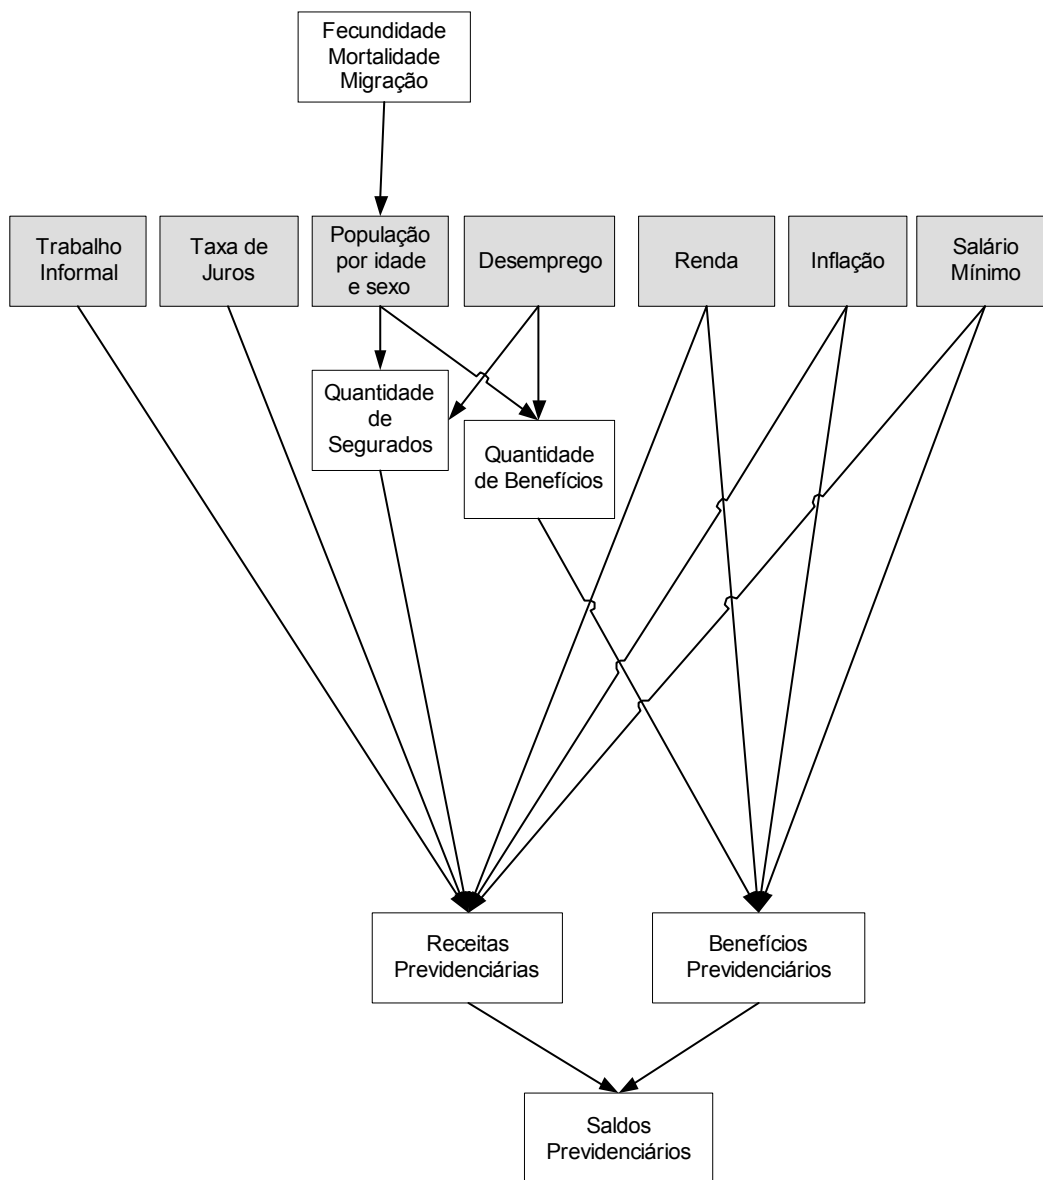 Fecundidade
Mortalidade
Migração
Trabalho
Informal
Taxa de
Juros
População
por idade
e sexo
Desemprego
Renda
Inflação
Salário
Mínimo
Quantidade
de
Segurados
Quantidade
de Benefícios
Receitas
Previdenciárias
Benefícios
Previdenciários
Saldos
Previdenciários